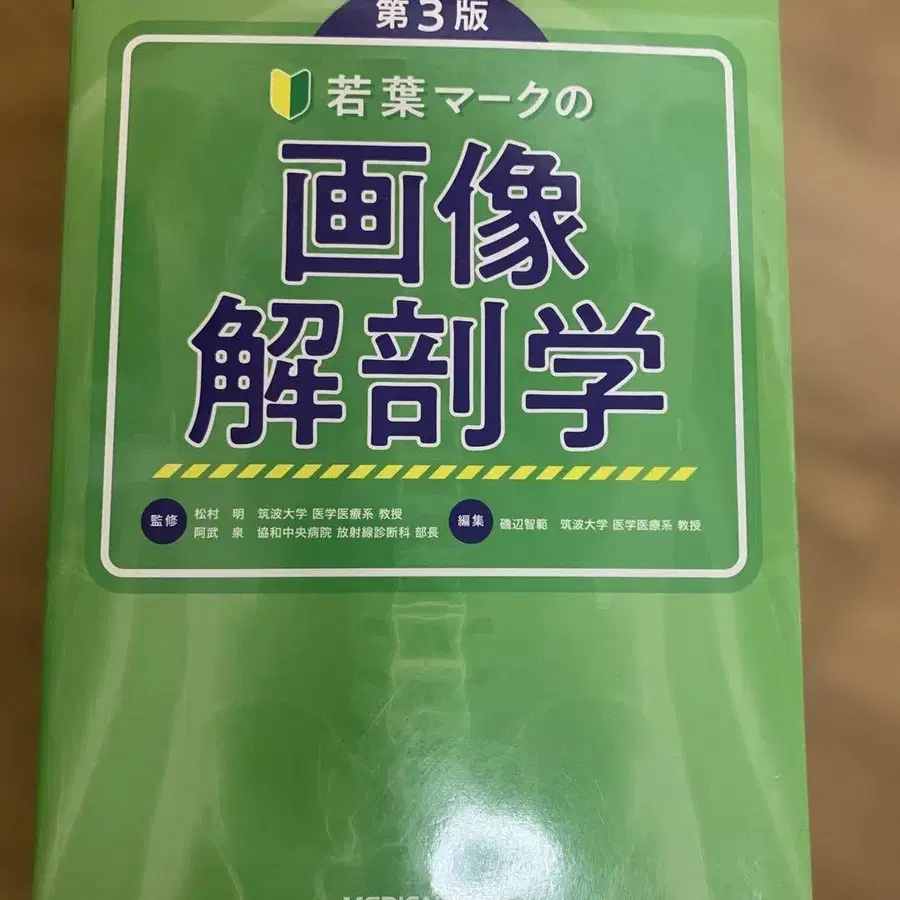 第3版
若葉マークの
画像
解剖学
監修
松村 明 筑波大学 医学医療系 教授
阿武 泉 協和中央病院 放射線診断科 部長
編集
磯辺智範 筑波大学 医学医療系 教授